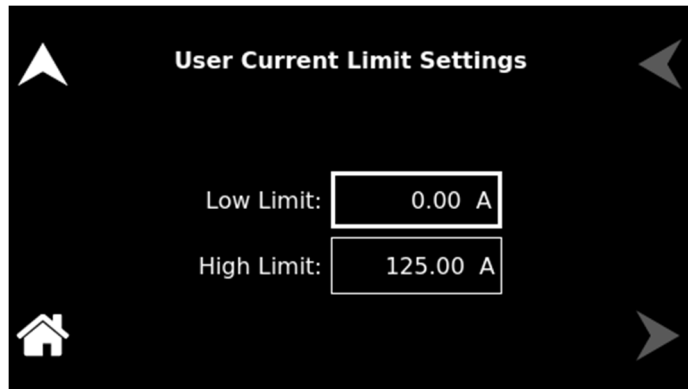 User Current Limit Settings
Low Limit: 0.00 A
High Limit: 125.00 A